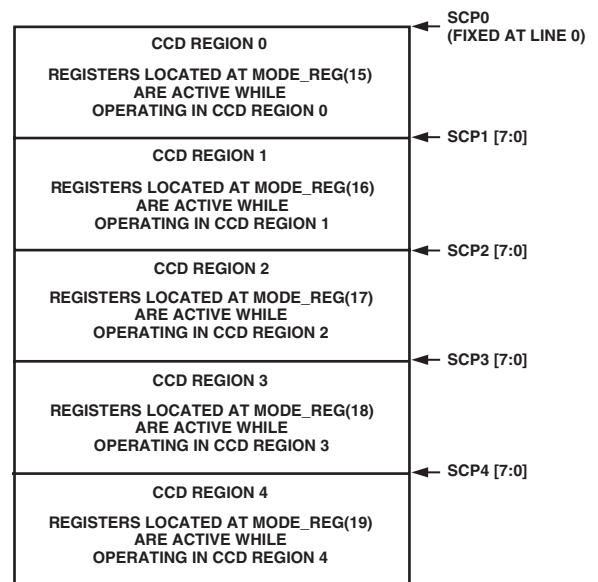 SCP0
(FIXED AT LINE 0)
CCD REGION 0
REGISTERS LOCATED AT MODE_REG(15)
ARE ACTIVE WHILE
OPERATING IN CCD REGION 0
SCP1 [7:0]
CCD REGION 1
REGISTERS LOCATED AT MODE_REG(16)
ARE ACTIVE WHILE
OPERATING IN CCD REGION 1
SCP2 [7:0]
CCD REGION 2
REGISTERS LOCATED AT MODE_REG(17)
ARE ACTIVE WHILE
OPERATING IN CCD REGION 2
SCP3 [7:0]
CCD REGION 3
REGISTERS LOCATED AT MODE_REG(18)
ARE ACTIVE WHILE
OPERATING IN CCD REGION 3
SCP4 [7:0]
CCD REGION 4
REGISTERS LOCATED AT MODE_REG(19)
ARE ACTIVE WHILE
OPERATING IN CCD REGION 4